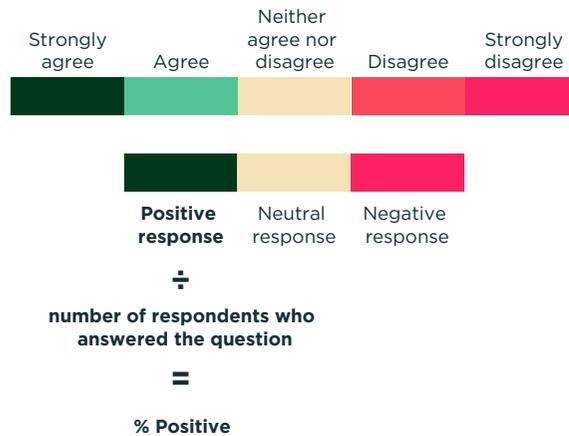 Strongly
agree
Agree
Neither
agree nor
disagree
Disagree
Strongly
disagree
Positive
response
Neutral
response
Negative
response
÷
number of respondents who
answered the question
=
% Positive